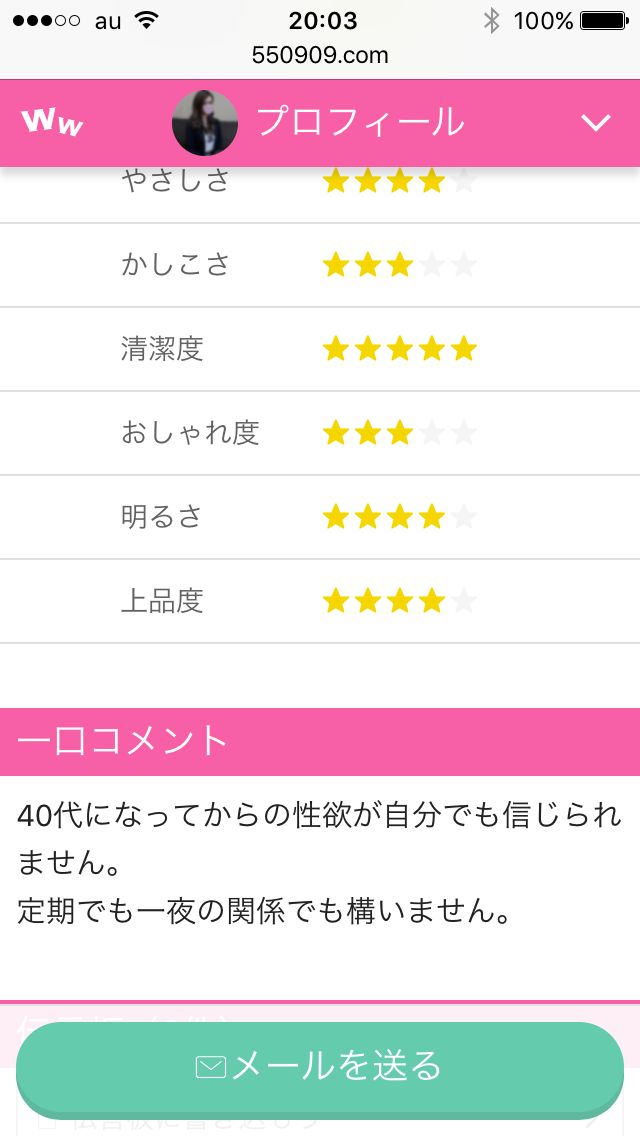 au 20:03 100%
550909.com
ww プロフィール
やさしさ ★★★★★
かしこさ ★★★★★
清潔度 ★★★★★
おしゃれ度 ★★★★★
明るさ ★★★★★
上品度 ★★★★★
一口コメント
40代になってからの性欲が自分でも信じられ
ません。
定期でも一夜の関係でも構いません。
メールを送る